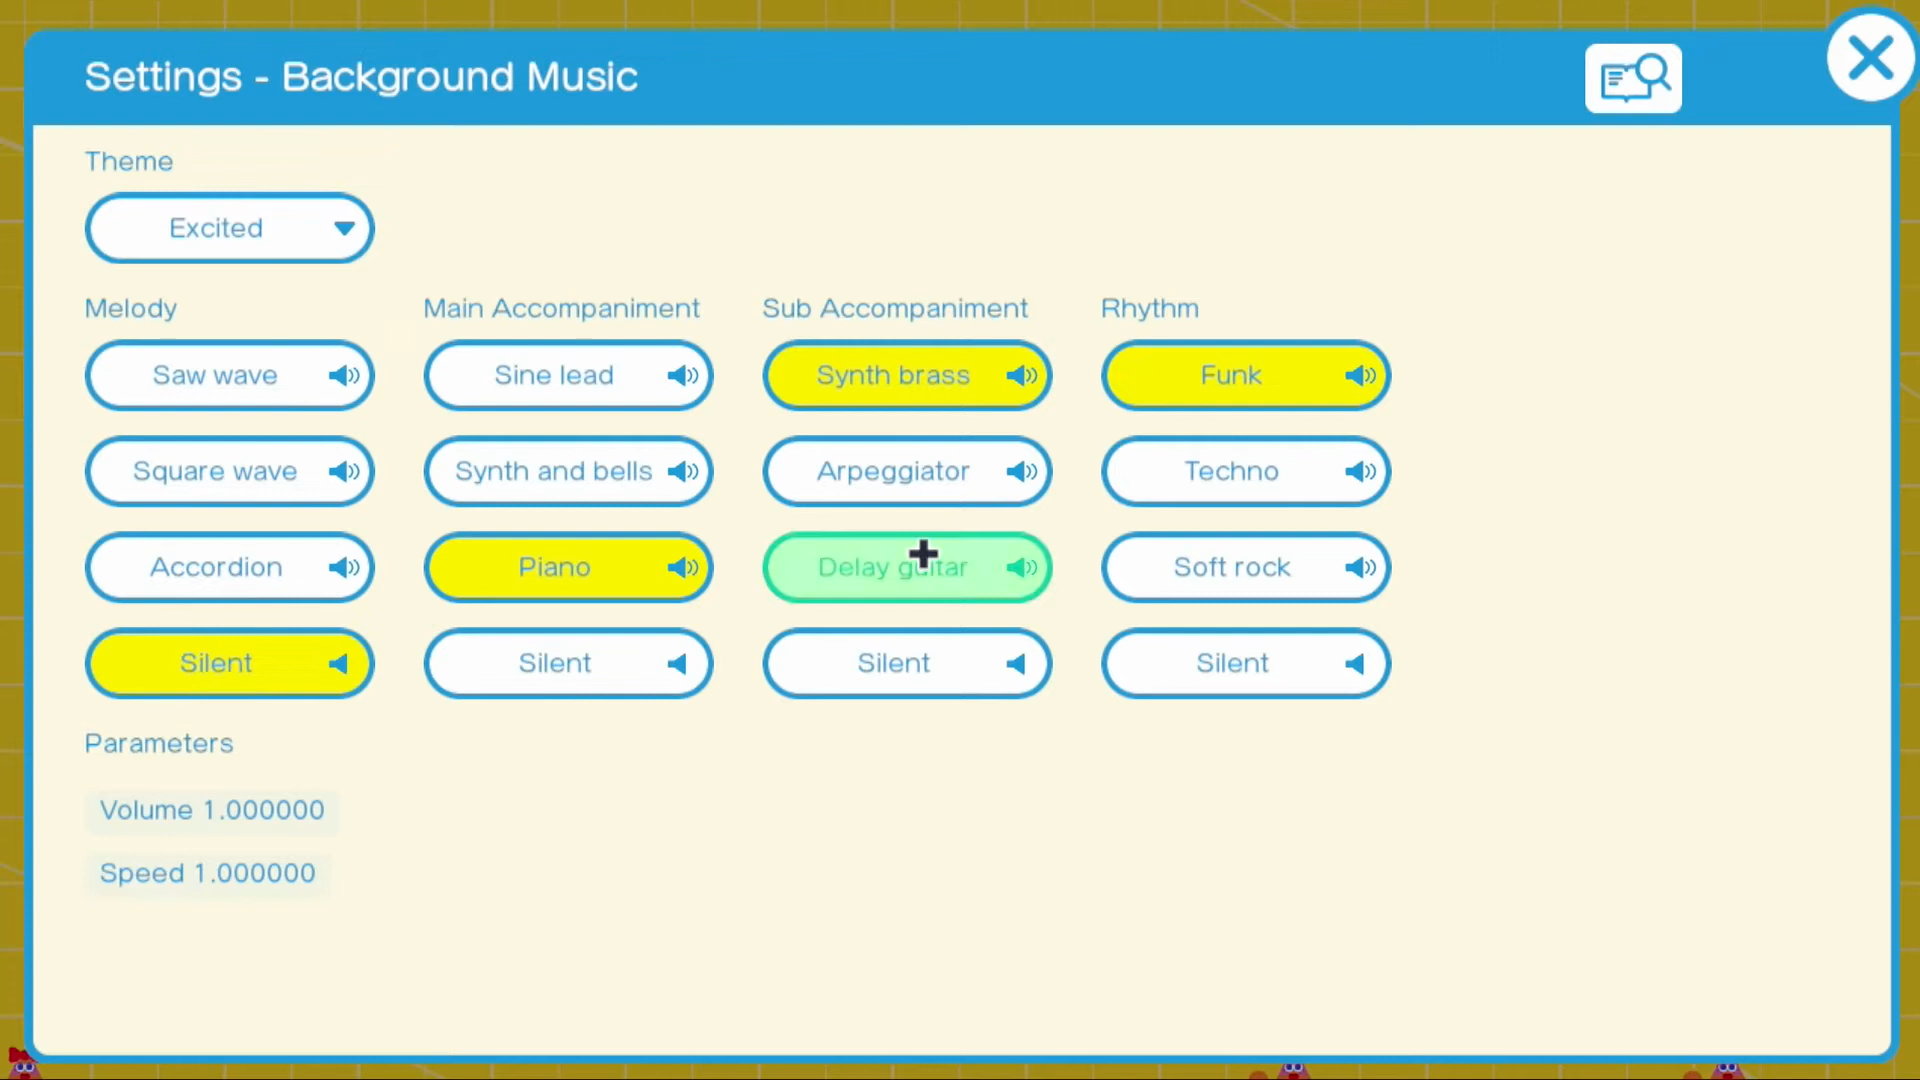 Settings - Background Music
Theme
Excited
Melody Main Accompaniment Sub Accompaniment Rhythm
Saw wave Sine lead Synth brass Funk
Square wave Synth and bells Arpeggiator Techno
Accordion Piano Delay guitar Soft rock
Silent Silent Silent Silent
Parameters
Volume 1.000000
Speed 1.000000